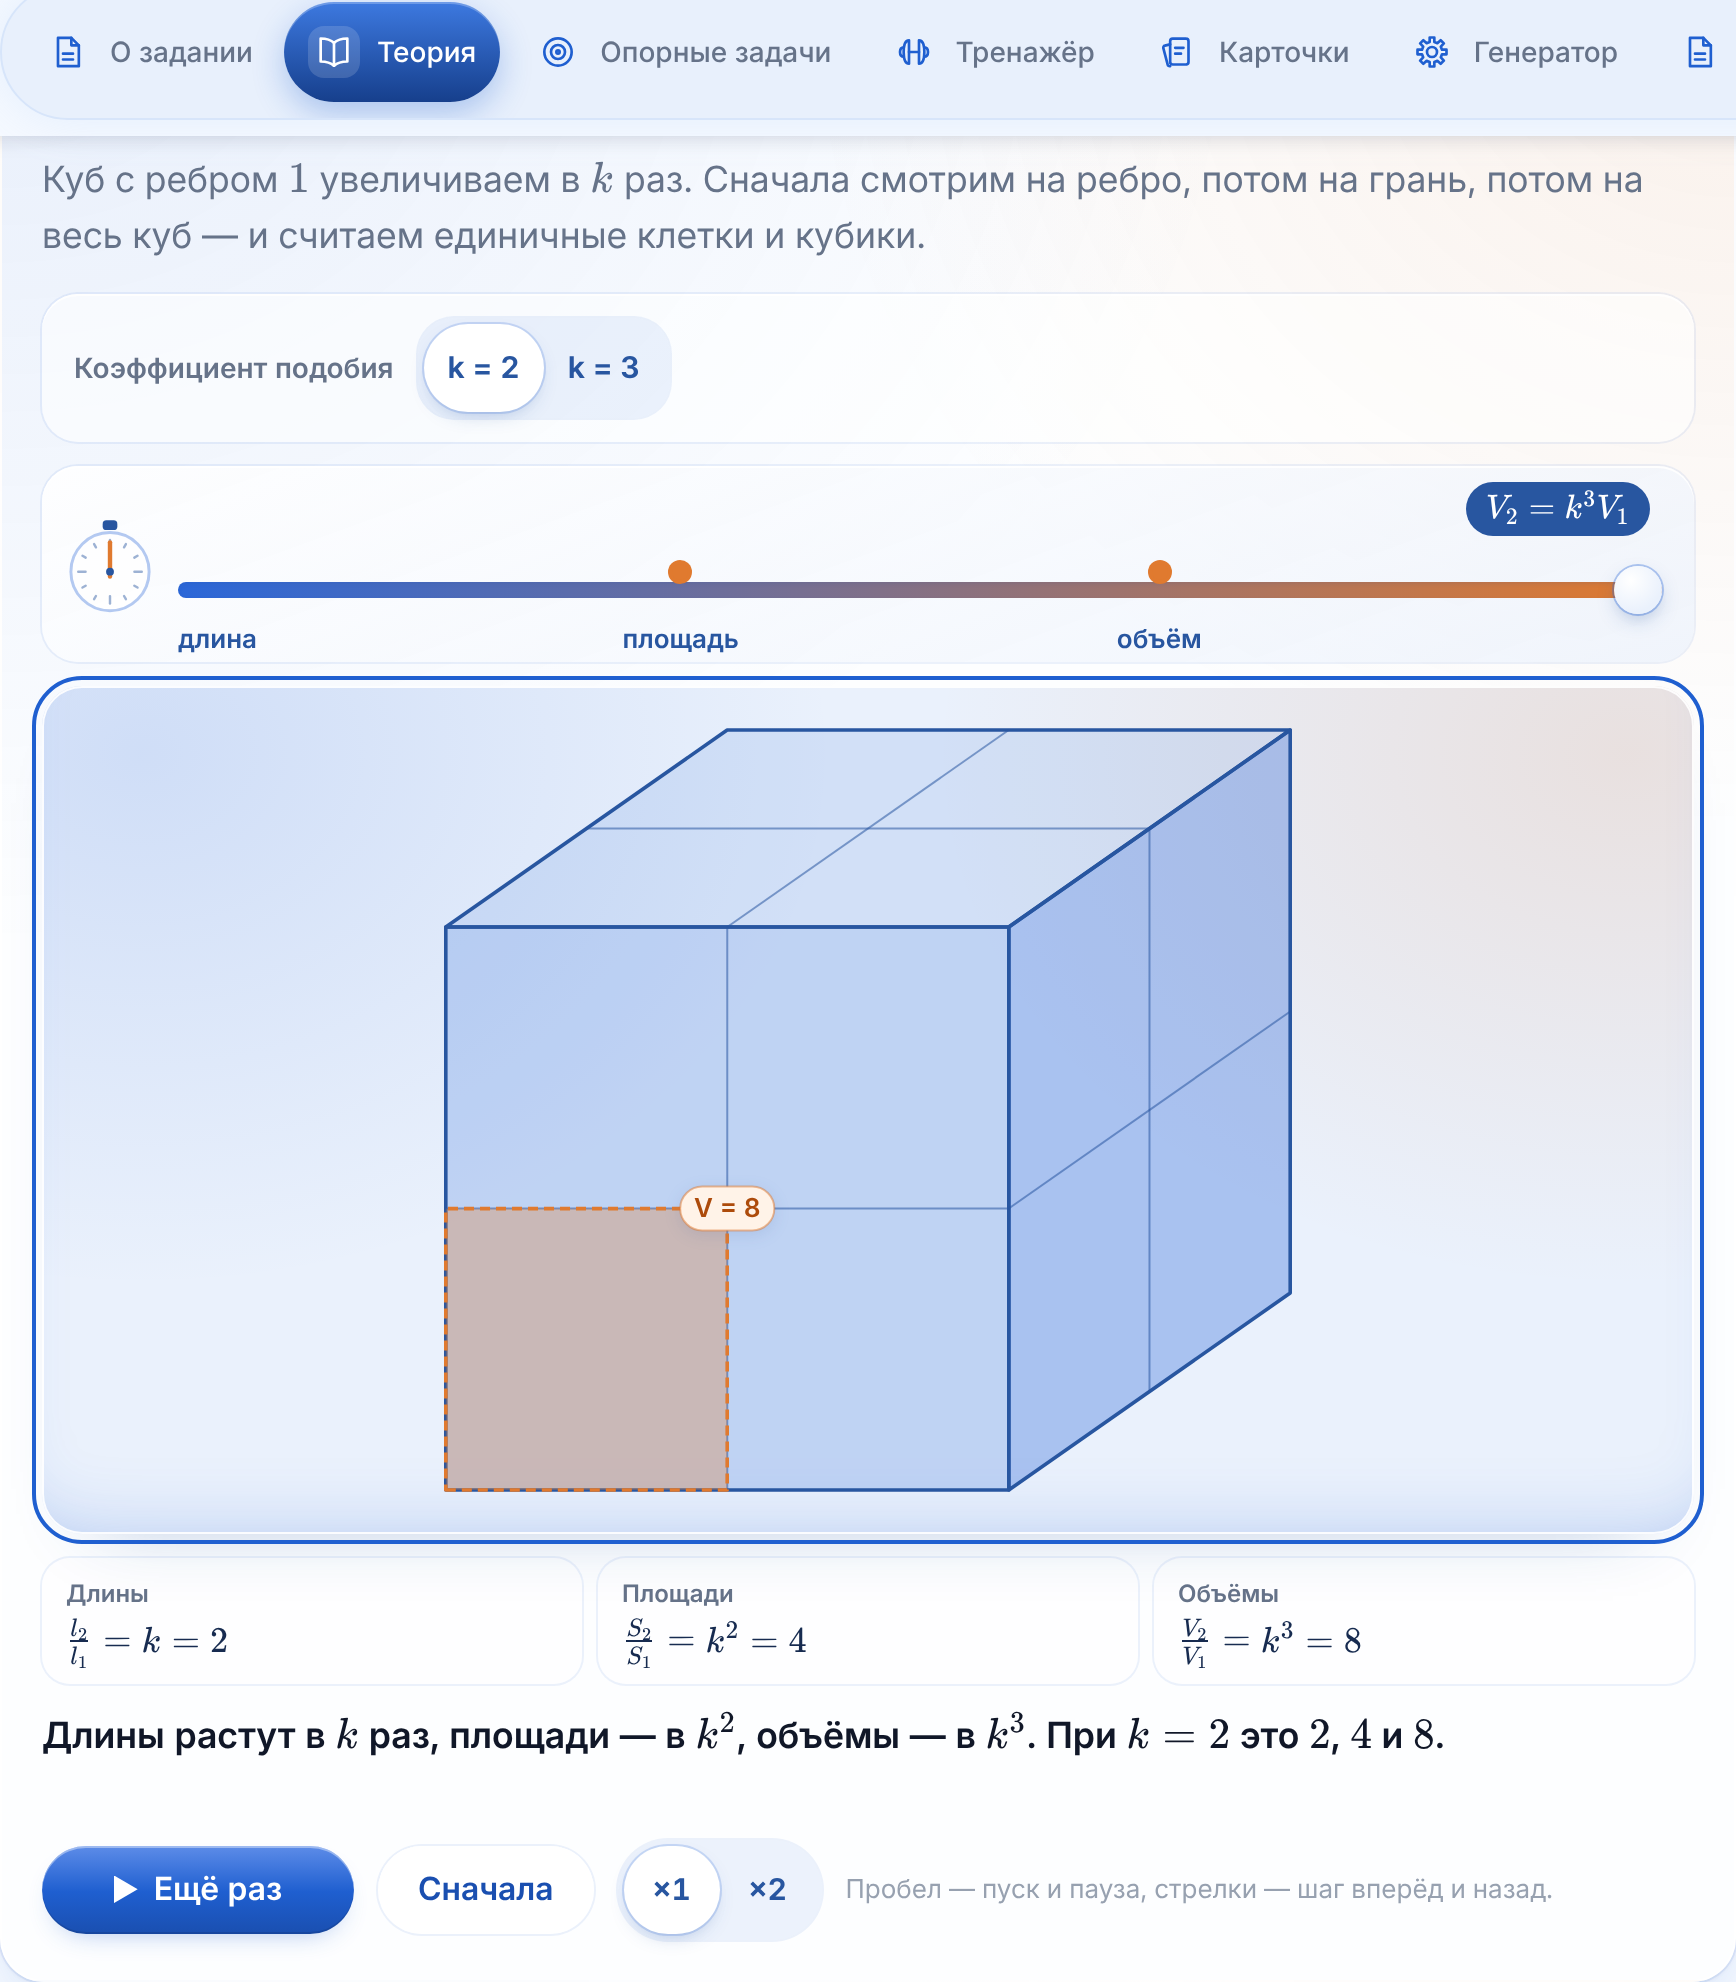 О задании
Теория
Опорные задачи
Тренажёр
Карточки
Генератор
Куб с ребром 1 увеличиваем в k раз. Сначала смотрим на ребро, потом на грань, потом на
весь куб — и считаем единичные клетки и кубики.
Коэффициент подобия
k = 2
k = 3
V₂ = k³V₁
длина
площадь
объём
V = 8
Длины
l₂/l₁ = k = 2
Площади
S₂/S₁ = k² = 4
Объёмы
V₂/V₁ = k³ = 8
Длины растут в k раз, площади — в k², объёмы — в k³. При k = 2 это 2, 4 и 8.
Ещё раз
Сначала
×1
×2
Пробел — пуск и пауза, стрелки — шаг вперёд и назад.